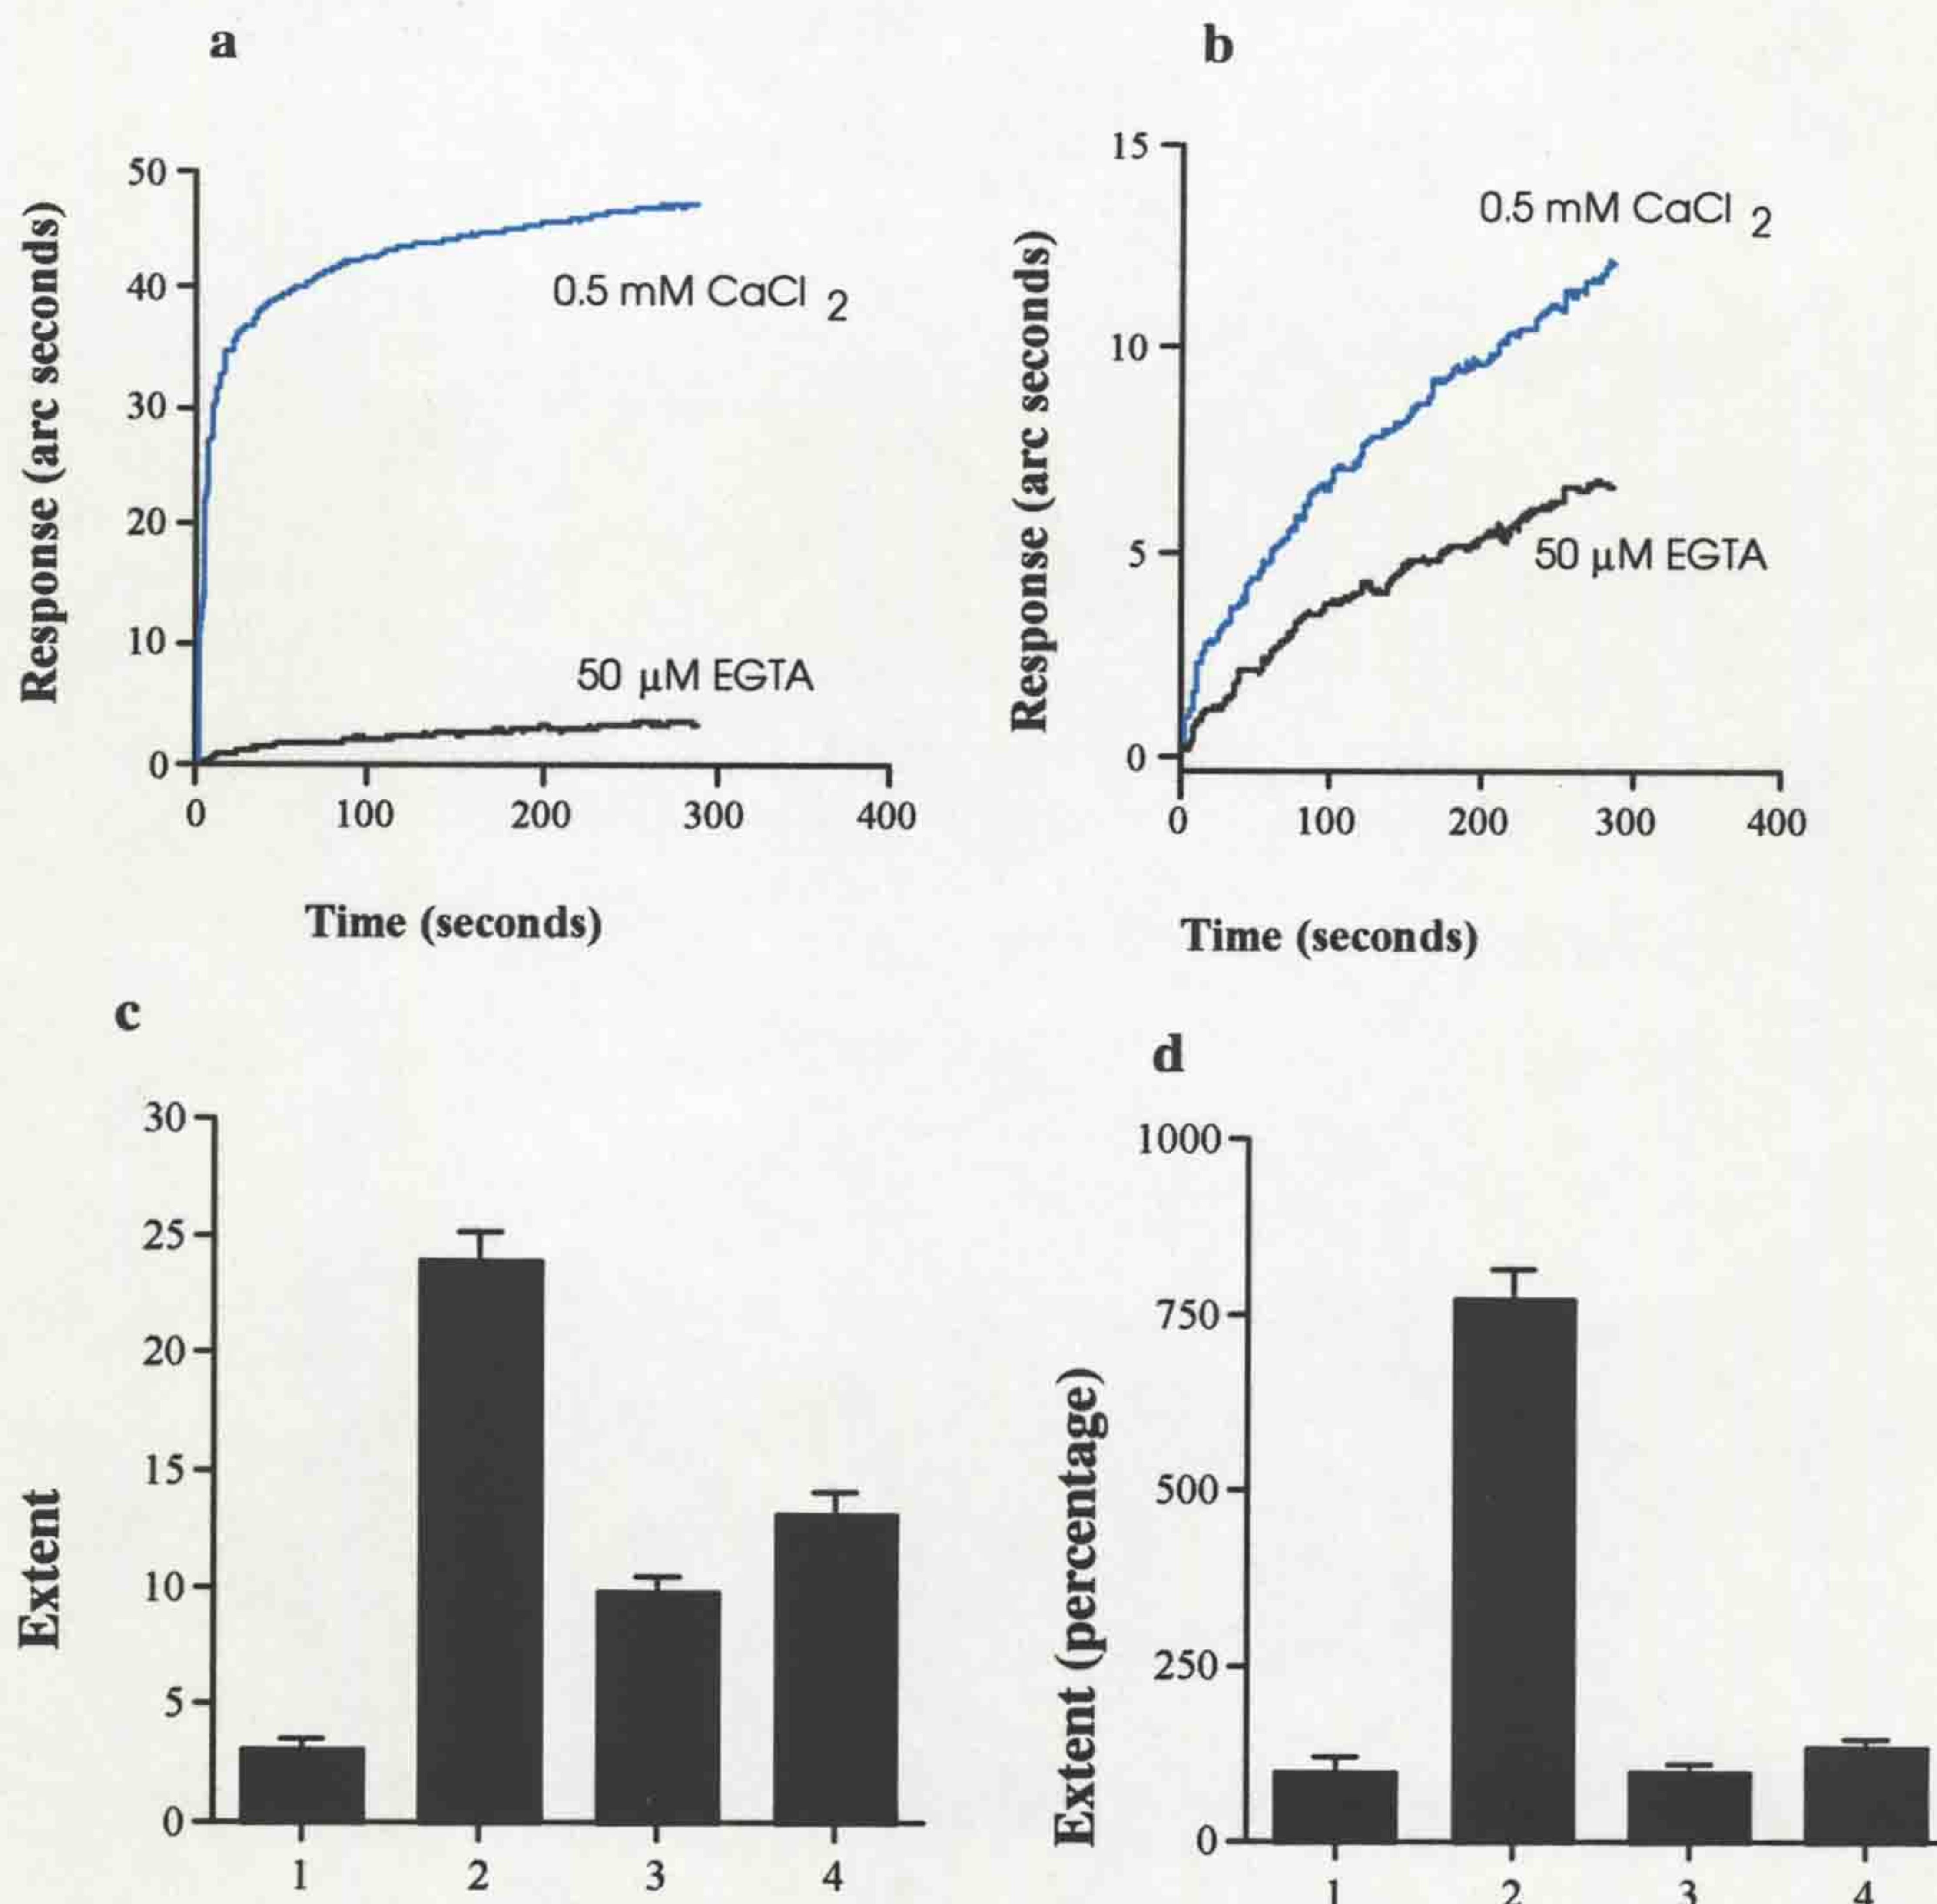 a
50
40
30
20
10
0
0 100 200 300 400
Response (arc seconds)
0.5 mM CaCl 2
50 μM EGTA
Time (seconds)
b
15
10
5
0
0 100 200 300 400
Response (arc seconds)
0.5 mM CaCl 2
50 μM EGTA
Time (seconds)
c
30
25
20
15
10
5
0
1 2 3 4
Extent
d
1000
750
500
250
0
1 2 3 4
Extent (percentage)